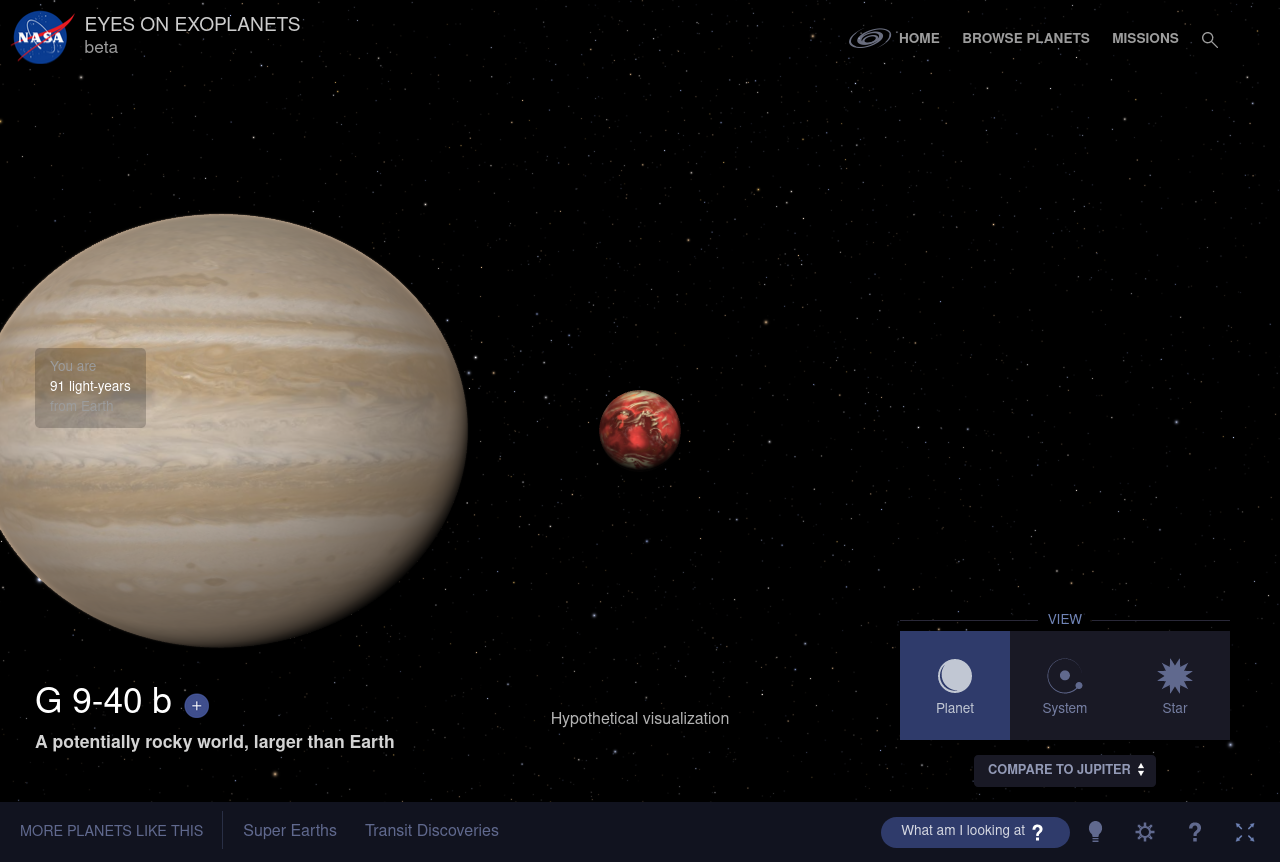 NASA
EYES ON EXOPLANETS
beta
HOME
BROWSE PLANETS
MISSIONS
You are
91 light-years
from Earth
VIEW
Planet
System
Star
G 9-40 b +
A potentially rocky world, larger than Earth
Hypothetical visualization
COMPARE TO JUPITER
MORE PLANETS LIKE THIS
Super Earths
Transit Discoveries
What am I looking at ?
?